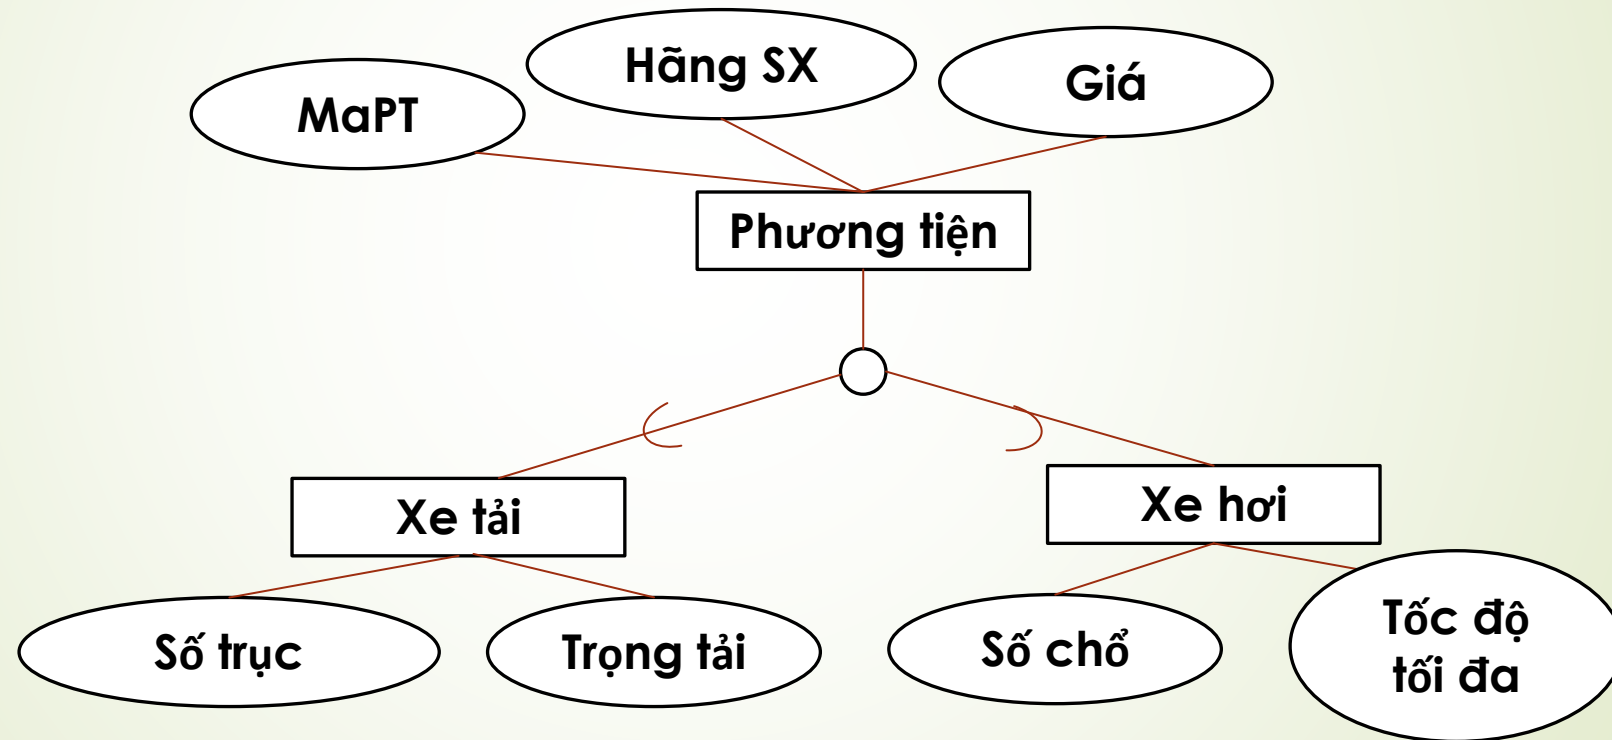 Hãng SX
Giá
MaPT
Phương tiện
Xe tải
Xe hơi
Số trục
Trọng tải
Số chổ
Tốc độ
tối đa